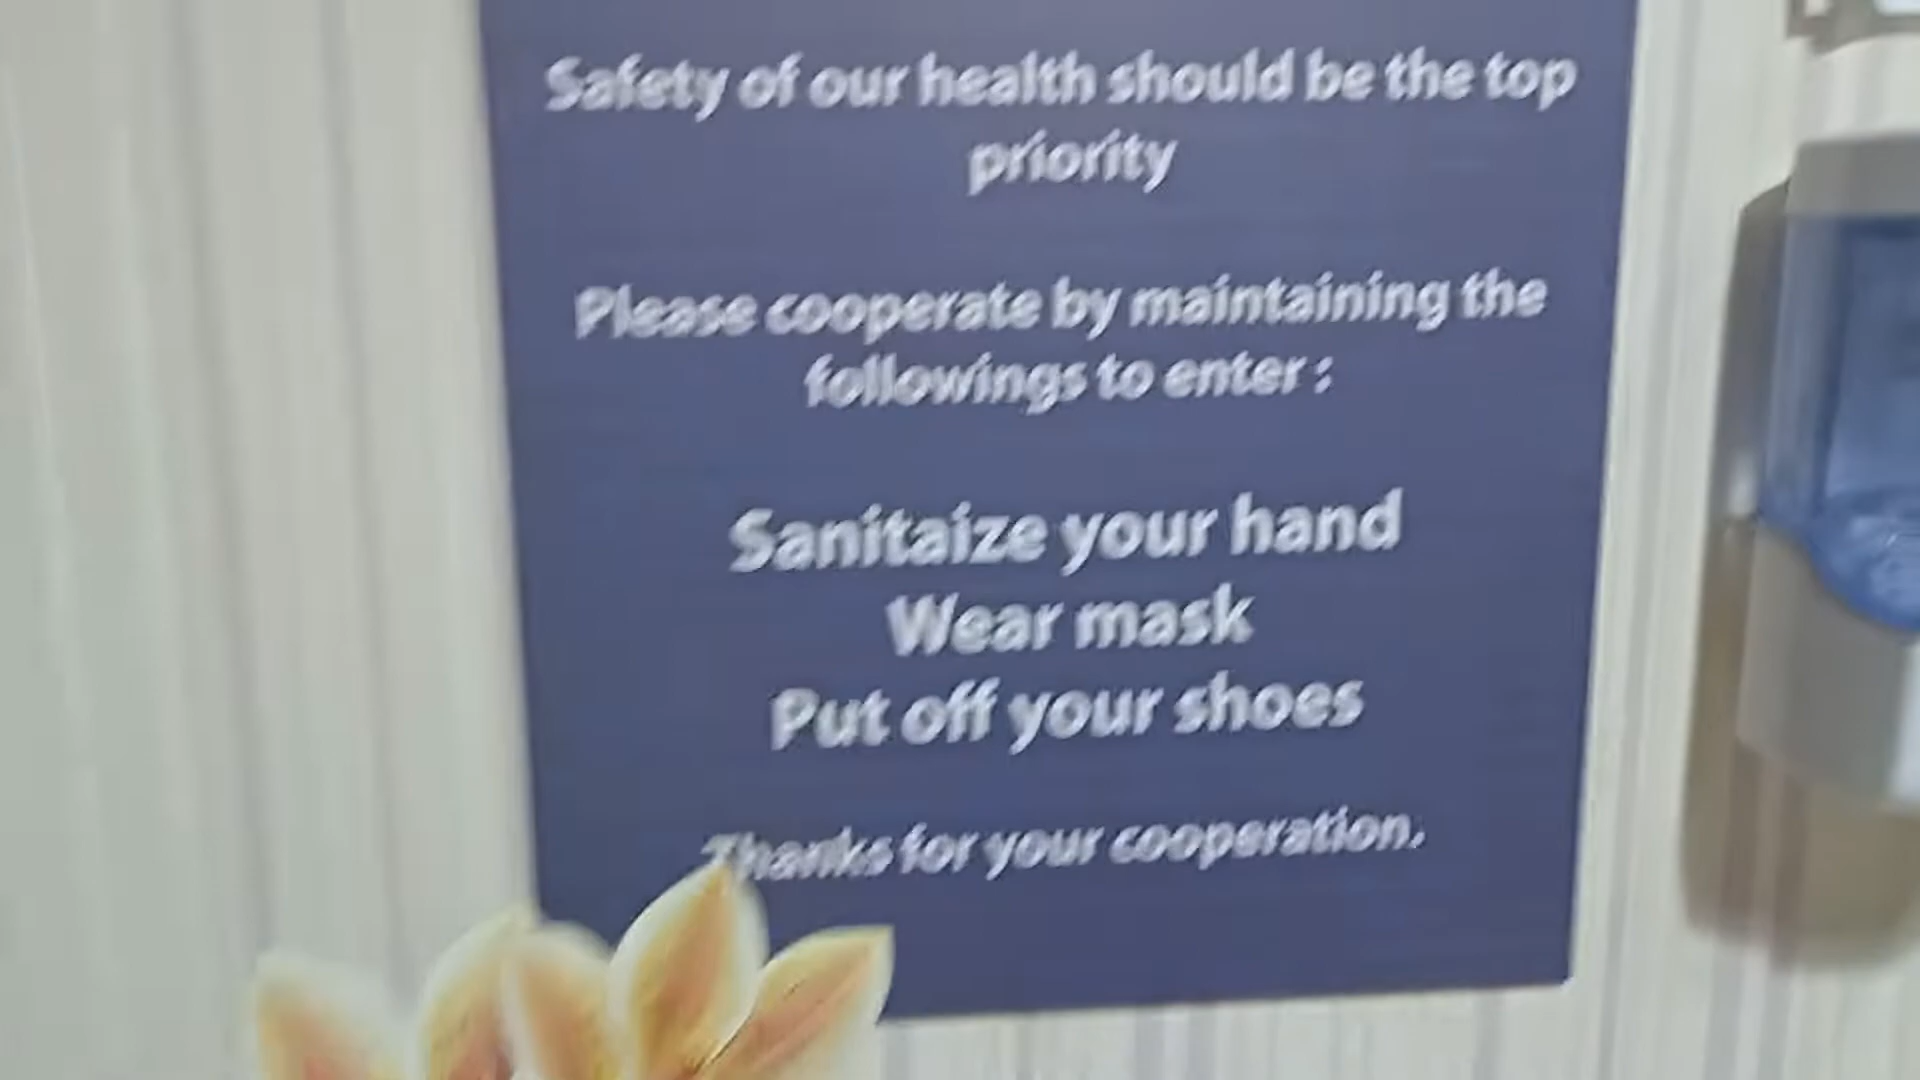 Safety of our health should be the top
priority
Please cooperate by maintaining the
followings to enter :
Sanitaize your hand
Wear mask
Put off your shoes
Thanks for your cooperation.